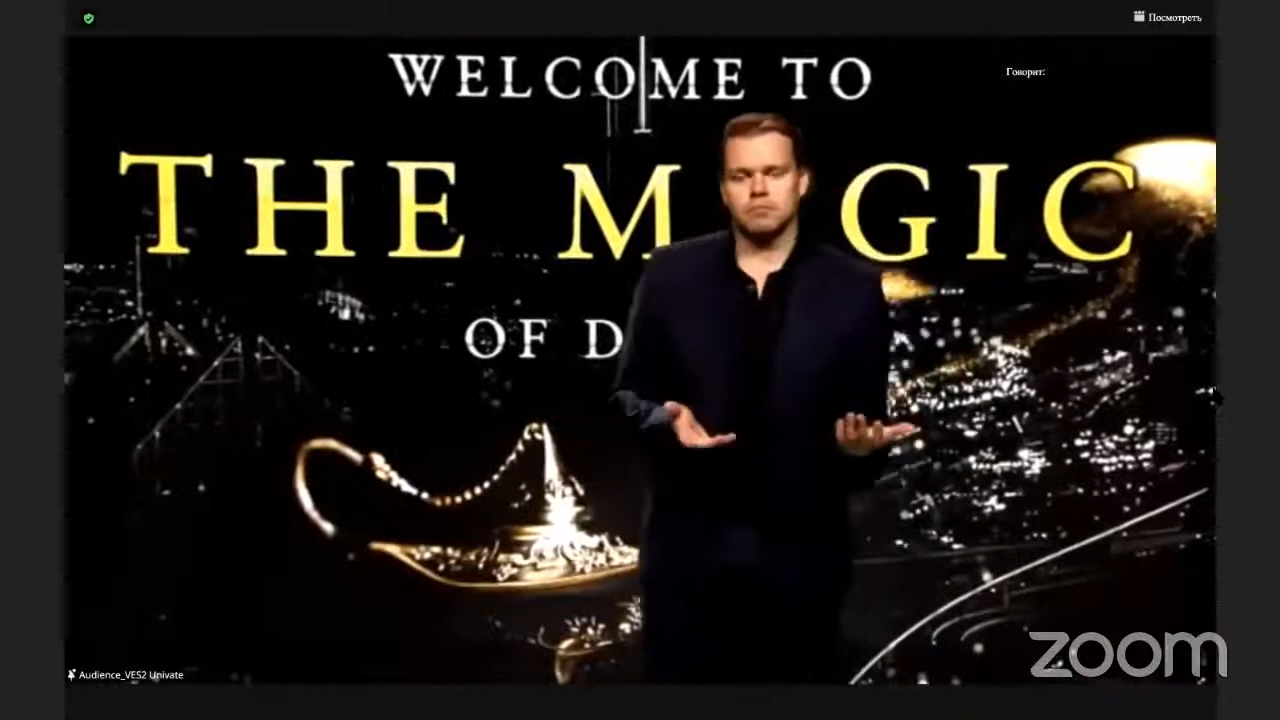 Посмотреть
WELCOME TO
Говорит:
THE M GIC
OF D
zoom
Audience_VES2 Univate